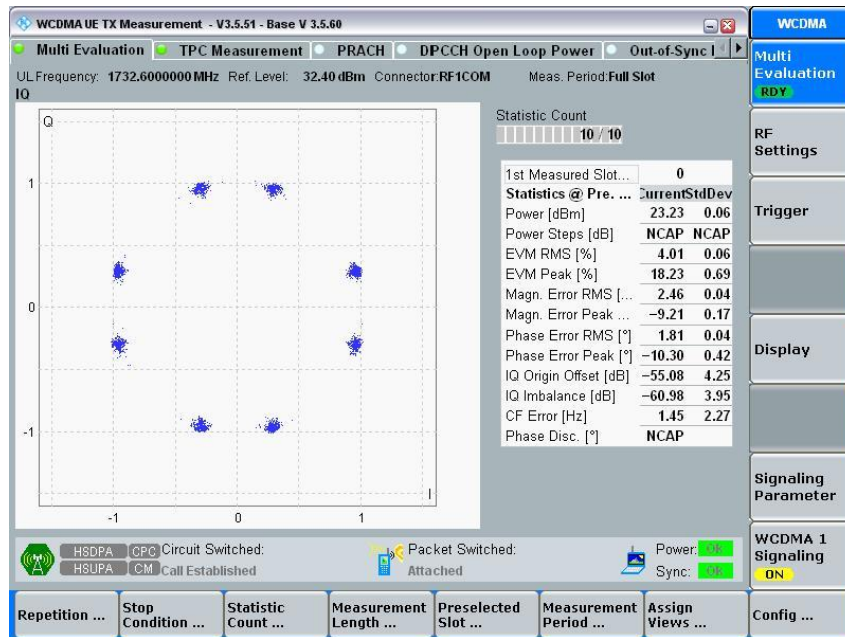 WCDMA UE TX Measurement - V3.5.51 - Base V 3.5.60
WCDMA
Multi Evaluation TPC Measurement PRACH DPCCH Open Loop Power Out-of-Sync
Multi Evaluation
RDY
UL Frequency: 1732.6000000 MHz Ref. Level: 32.40 dBm Connector:RF1COM Meas. Period:Full Slot
IQ
Q
1
0
-1
-1 0 1
I
Statistic Count
10 / 10
1st Measured Slot... 0
Statistics @ Pre. ... Current StdDev
Power [dBm] 23.23 0.06
Power Steps [dB] NCAP NCAP
EVM RMS [%] 4.01 0.06
EVM Peak [%] 18.23 0.69
Magn. Error RMS [... 2.46 0.04
Magn. Error Peak ... −9.21 0.17
Phase Error RMS [°] 1.81 0.04
Phase Error Peak [°] −10.30 0.42
IQ Origin Offset [dB] −55.08 4.25
IQ Imbalance [dB] −60.98 3.95
CF Error [Hz] 1.45 2.27
Phase Disc. [°] NCAP
RF Settings
Trigger
Display
Signaling Parameter
WCDMA 1 Signaling
ON
HSDPA CPC Circuit Switched: Packet Switched: Power: OK
HSUPA CM Call Established Attached Sync: OK
Repetition ...
Stop Condition ...
Statistic Count ...
Measurement Length ...
Preselected Slot ...
Measurement Period ...
Assign Views ...
Config ...